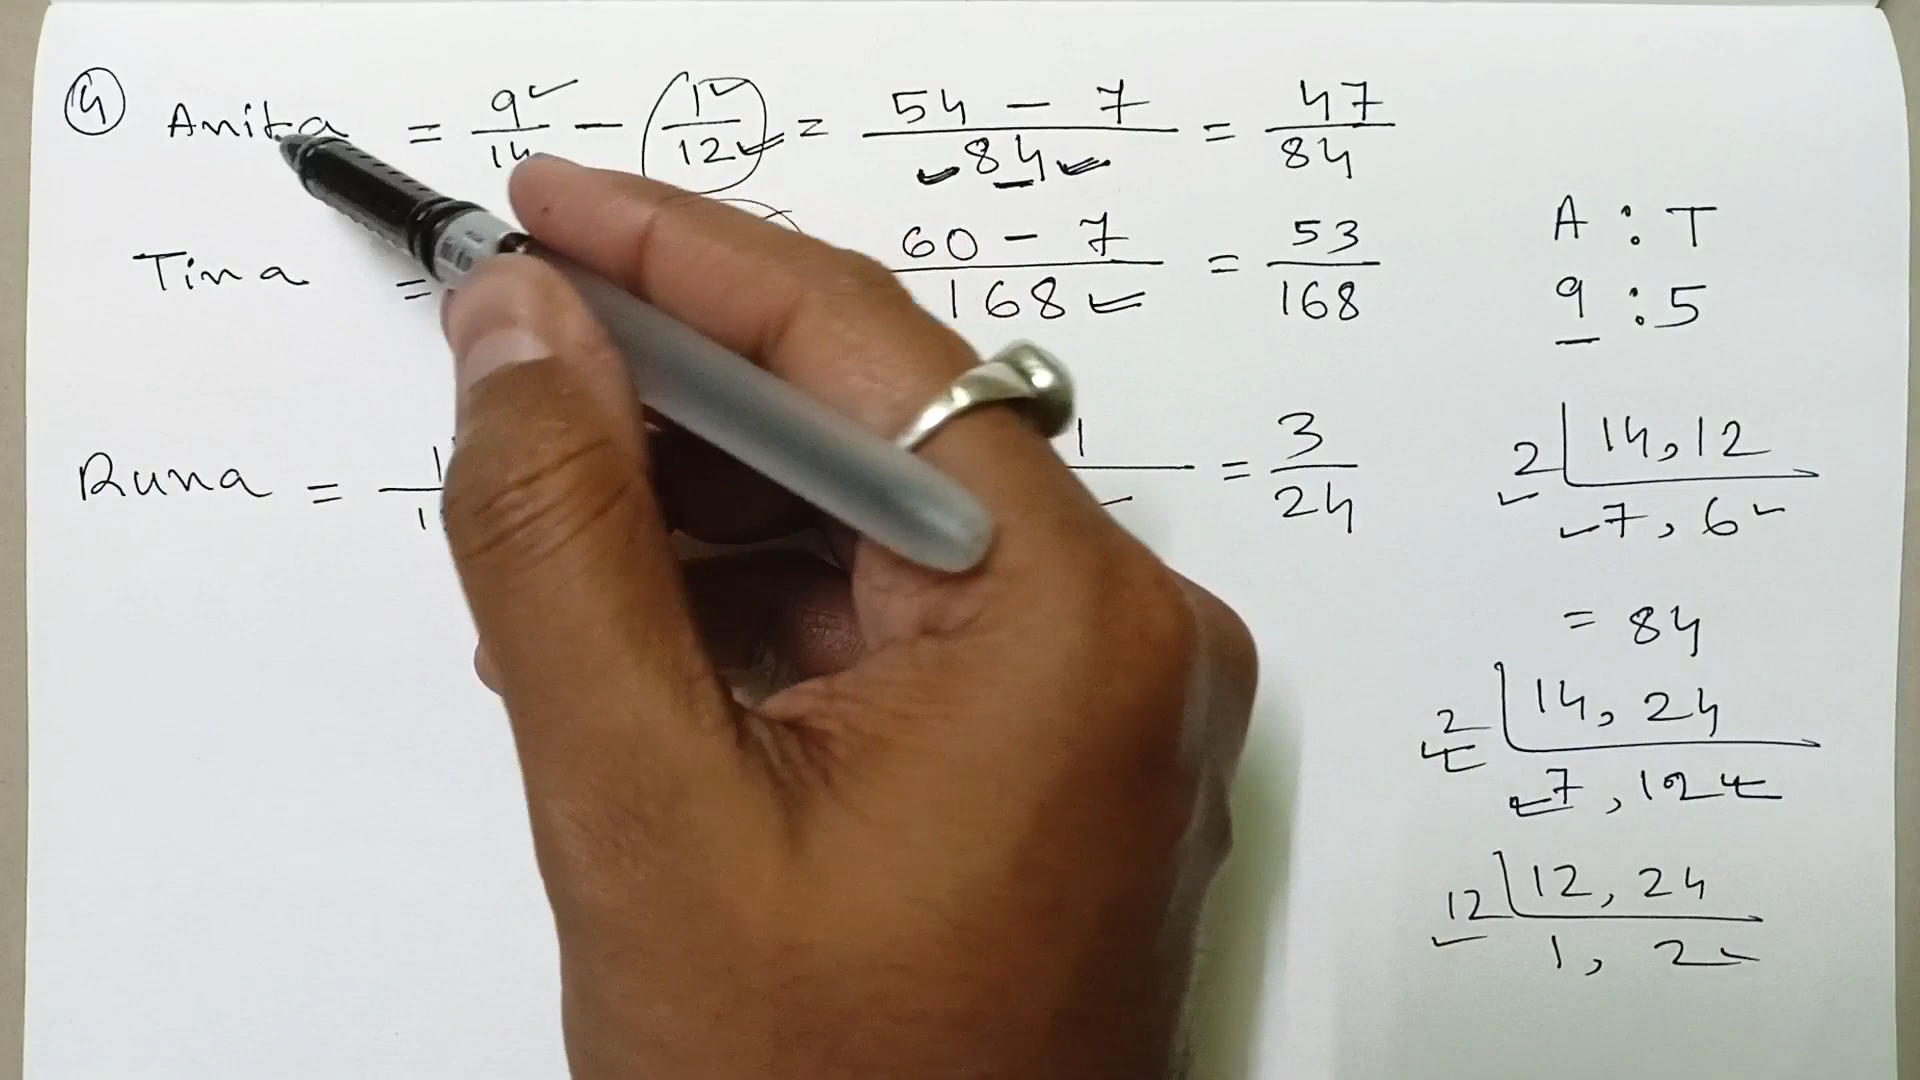 4 Anita = 9/14 - 1/12 = 54 - 7/84 = 47/84
Tina = 60 - 7/168 = 53/168
A : T
9 : 5
Runa = 1 = 3/24
2 | 14, 12
7, 6
= 84
2 | 14, 24
7, 12
12 | 12, 24
1, 2